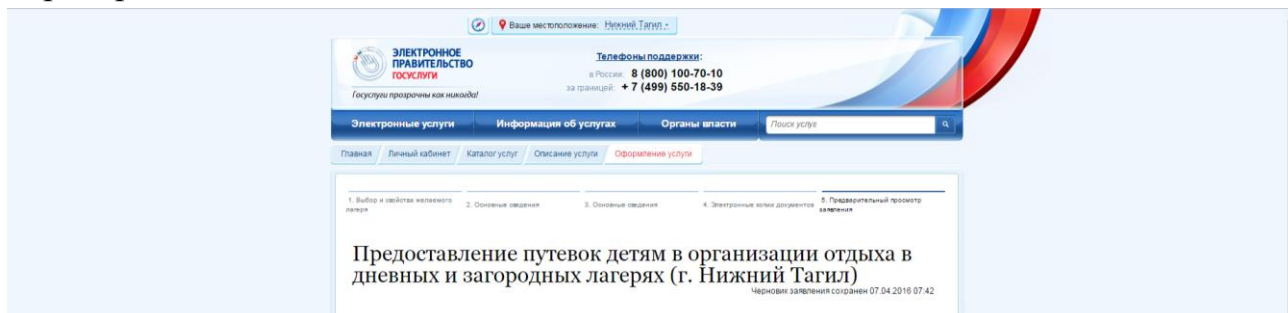 Ваше местоположение: Нижний Тагил
ЭЛЕКТРОННОЕ
ПРАВИТЕЛЬСТВО
ГОСУСЛУГИ
Госуслуги прозрачны как никогда!
Телефоны поддержки:
в России: 8 (800) 100-70-10
за границей: + 7 (499) 550-18-39
Электронные услуги Информация об услугах Органы власти Поиск услуг
Главная Личный кабинет Каталог услуг Описание услуги Оформление услуги
1. Выбор и свойства желаемого лагеря
2. Основные сведения
3. Основные сведения
4. Электронные копии документов
5. Предварительный просмотр заявления
Предоставление путевок детям в организации отдыха в
дневных и загородных лагерях (г. Нижний Тагил)
Черновик заявления сохранен 07.04.2016 07:42